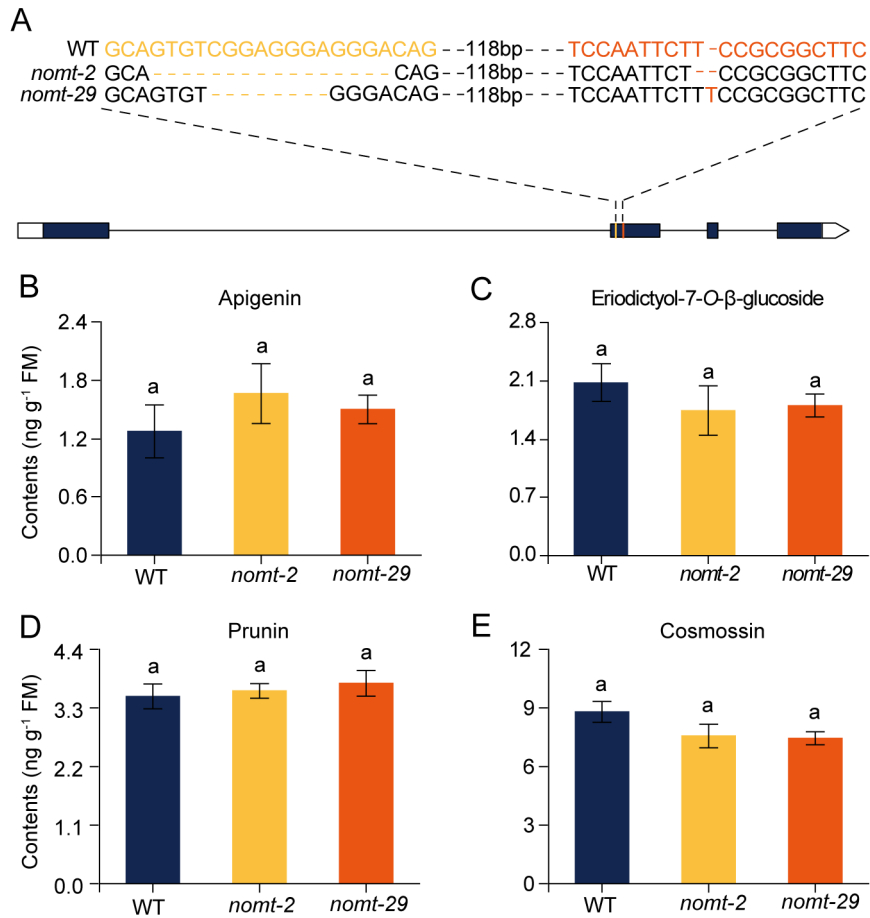 A
WT GCAGTGTCGGAGGGAGGGACAG --118bp--- TCCAATTCTT-CCGCGGCTTC
nomt-2 GCA----------------CAG --118bp--- TCCAATTCT--CCGCGGCTTC
nomt-29 GCAGTGT--------GGGACAG --118bp--- TCCAATTCTTTCCGCGGCTTC
B
Apigenin
Contents (ng g⁻¹ FM)
2.4
1.8
1.2
0.6
0.0
a
a
a
WT nomt-2 nomt-29
C
Eriodictyol-7-O-β-glucoside
2.8
2.1
1.4
0.7
0.0
a
a
a
WT nomt-2 nomt-29
D
Prunin
Contents (ng g⁻¹ FM)
4.4
3.3
2.2
1.1
0.0
a
a
a
WT nomt-2 nomt-29
E
Cosmossin
12
9
6
3
0
a
a
a
WT nomt-2 nomt-29